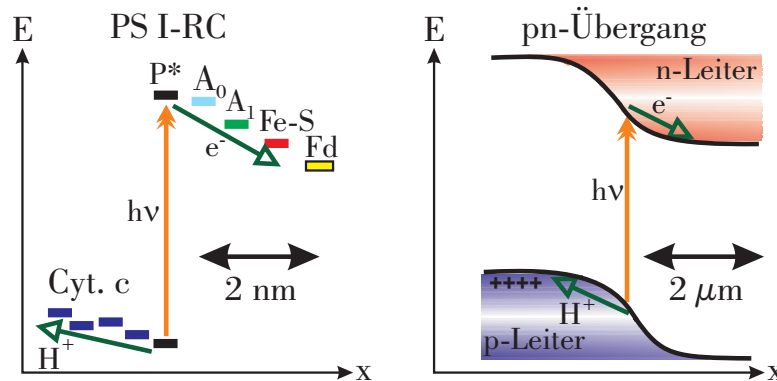 PS I-RC
E
P*
A₀
A₁
Fe-S
Fd
e⁻
hν
2 nm
Cyt. c
H⁺
x
pn-Übergang
E
n-Leiter
e⁻
hν
2 μm
++++
H⁺
p-Leiter
x